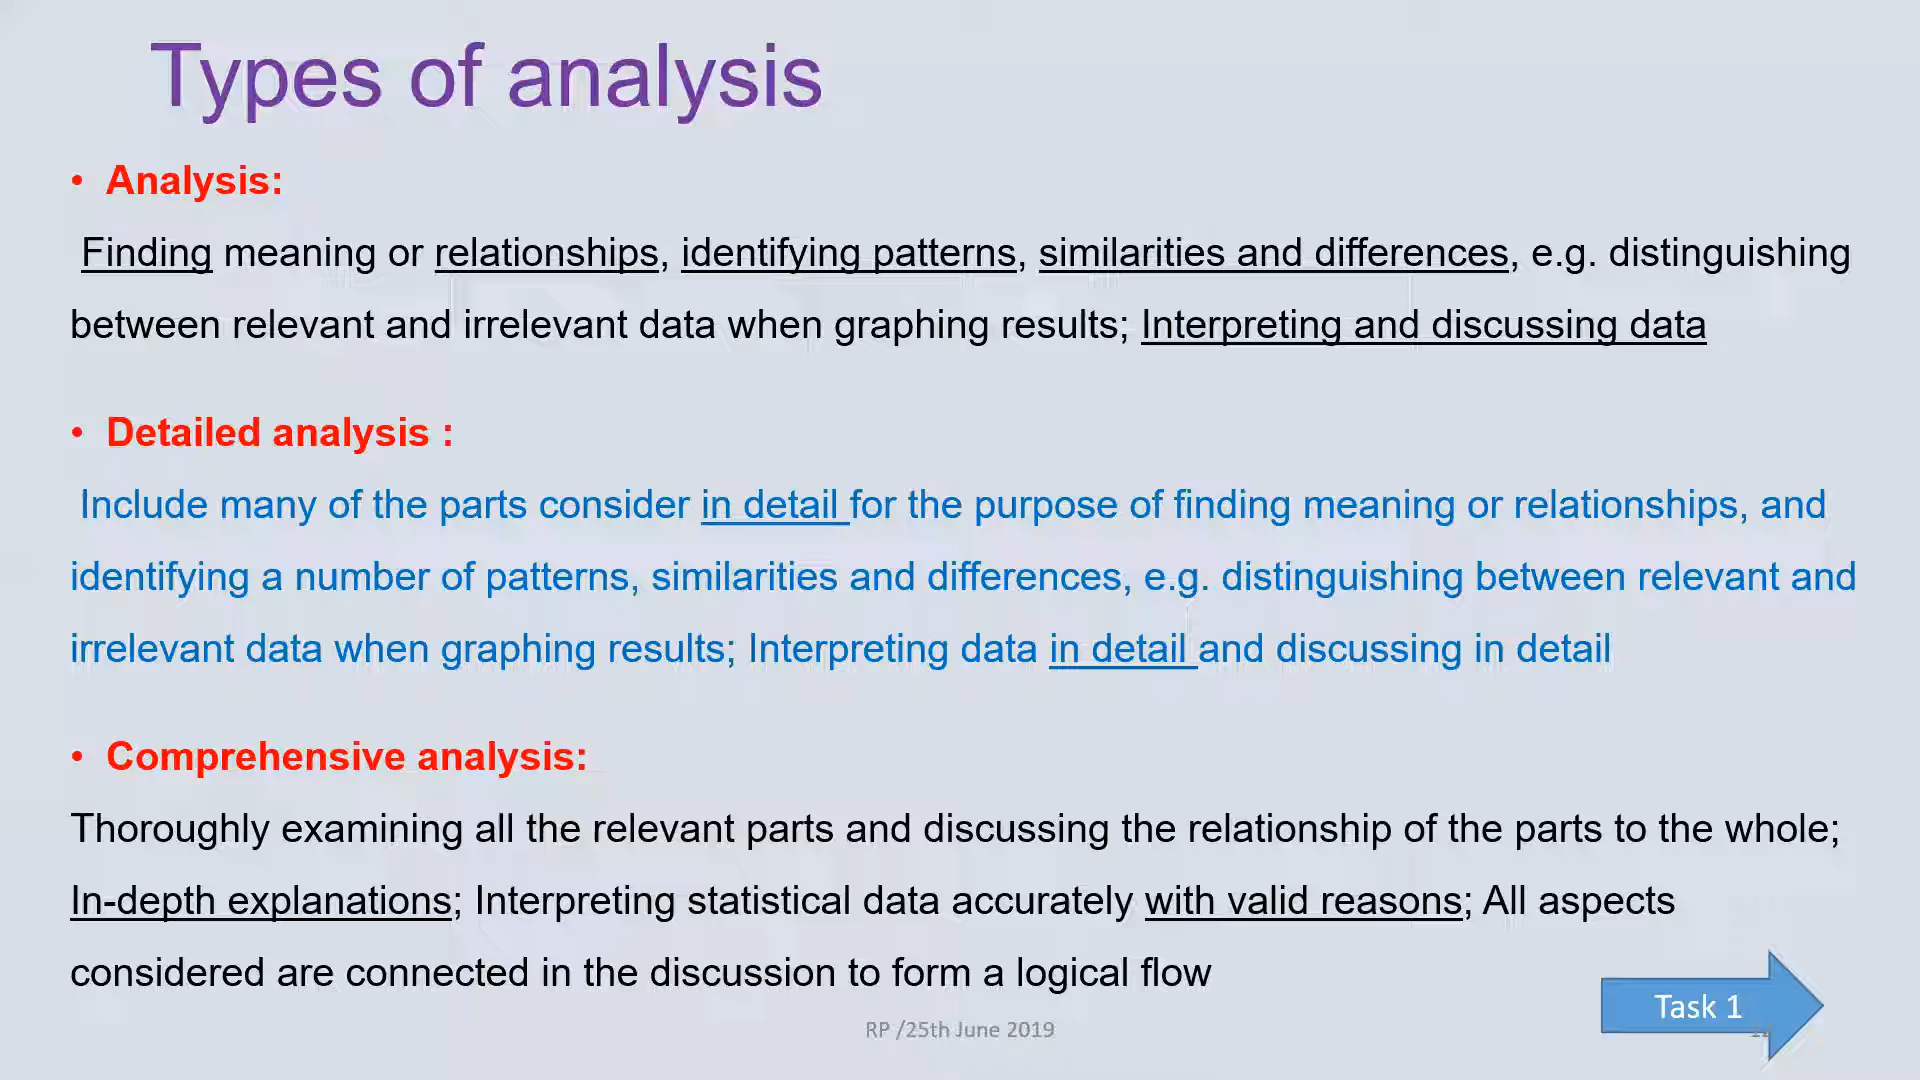 Types of analysis
• Analysis:
Finding meaning or relationships, identifying patterns, similarities and differences, e.g. distinguishing
between relevant and irrelevant data when graphing results; Interpreting and discussing data
• Detailed analysis :
Include many of the parts consider in detail for the purpose of finding meaning or relationships, and
identifying a number of patterns, similarities and differences, e.g. distinguishing between relevant and
irrelevant data when graphing results; Interpreting data in detail and discussing in detail
• Comprehensive analysis:
Thoroughly examining all the relevant parts and discussing the relationship of the parts to the whole;
In-depth explanations; Interpreting statistical data accurately with valid reasons; All aspects
considered are connected in the discussion to form a logical flow
Task 1
RP /25th June 2019